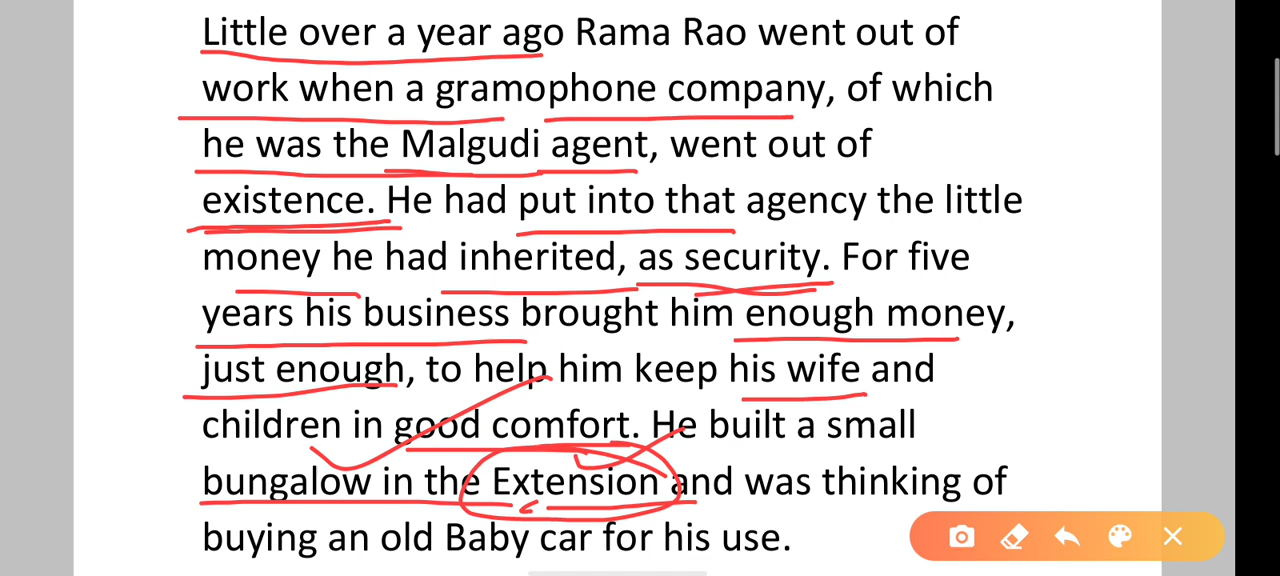 Little over a year ago Rama Rao went out of
work when a gramophone company, of which
he was the Malgudi agent, went out of
existence. He had put into that agency the little
money he had inherited, as security. For five
years his business brought him enough money,
just enough, to help him keep his wife and
children in good comfort. He built a small
bungalow in the Extension and was thinking of
buying an old Baby car for his use.